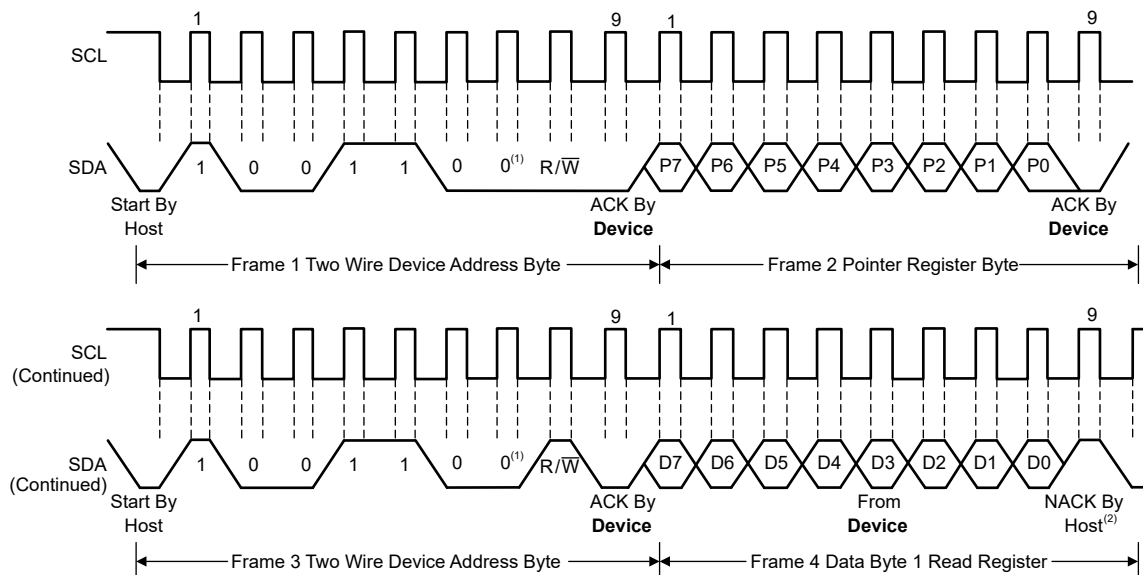 1 9 1 9
SCL
SDA 1 0 0 1 1 0 0(1) R/W̅ P7 P6 P5 P4 P3 P2 P1 P0
Start By Host
ACK By Device
ACK By Device
Frame 1 Two Wire Device Address Byte
Frame 2 Pointer Register Byte
1 9 1 9
SCL
(Continued)
SDA
(Continued)
1 0 0 1 1 0 0(1) R/W̅ D7 D6 D5 D4 D3 D2 D1 D0
Start By
Host
ACK By
Device
From
Device
NACK By
Host(2)
Frame 3 Two Wire Device Address Byte
Frame 4 Data Byte 1 Read Register